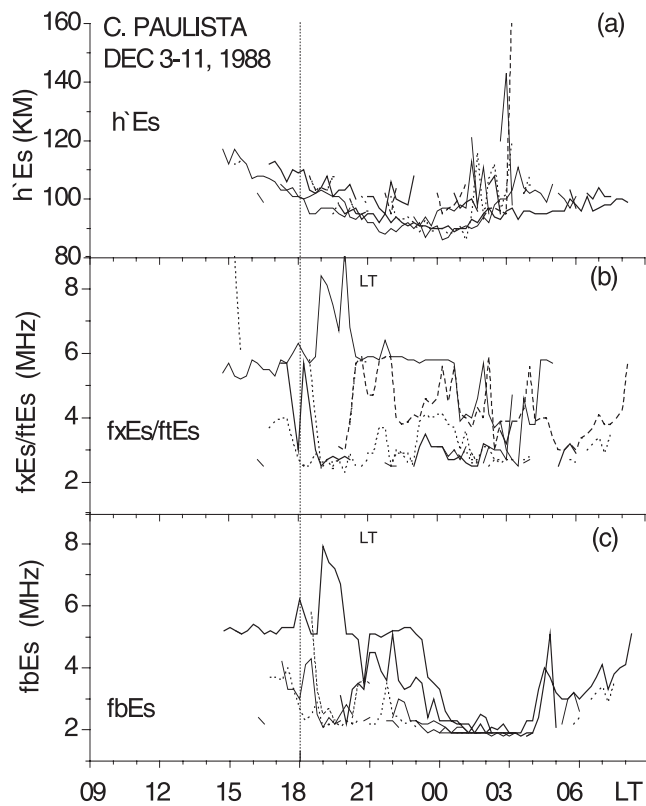 C. PAULISTA
DEC 3-11, 1988
(a)
h`Es
h`Es (KM)
160
140
120
100
80
(b)
LT
fxEs/ftEs
fxEs/ftEs (MHz)
8
6
4
2
(c)
LT
fbEs
fbEs (MHz)
8
6
4
2
09 12 15 18 21 00 03 06 LT